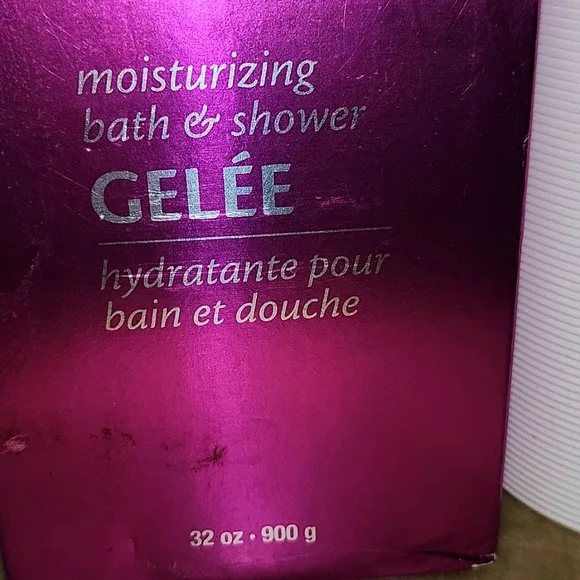 moisturizing
bath & shower
GELÉE
hydratante pour
bain et douche
32 oz • 900 g